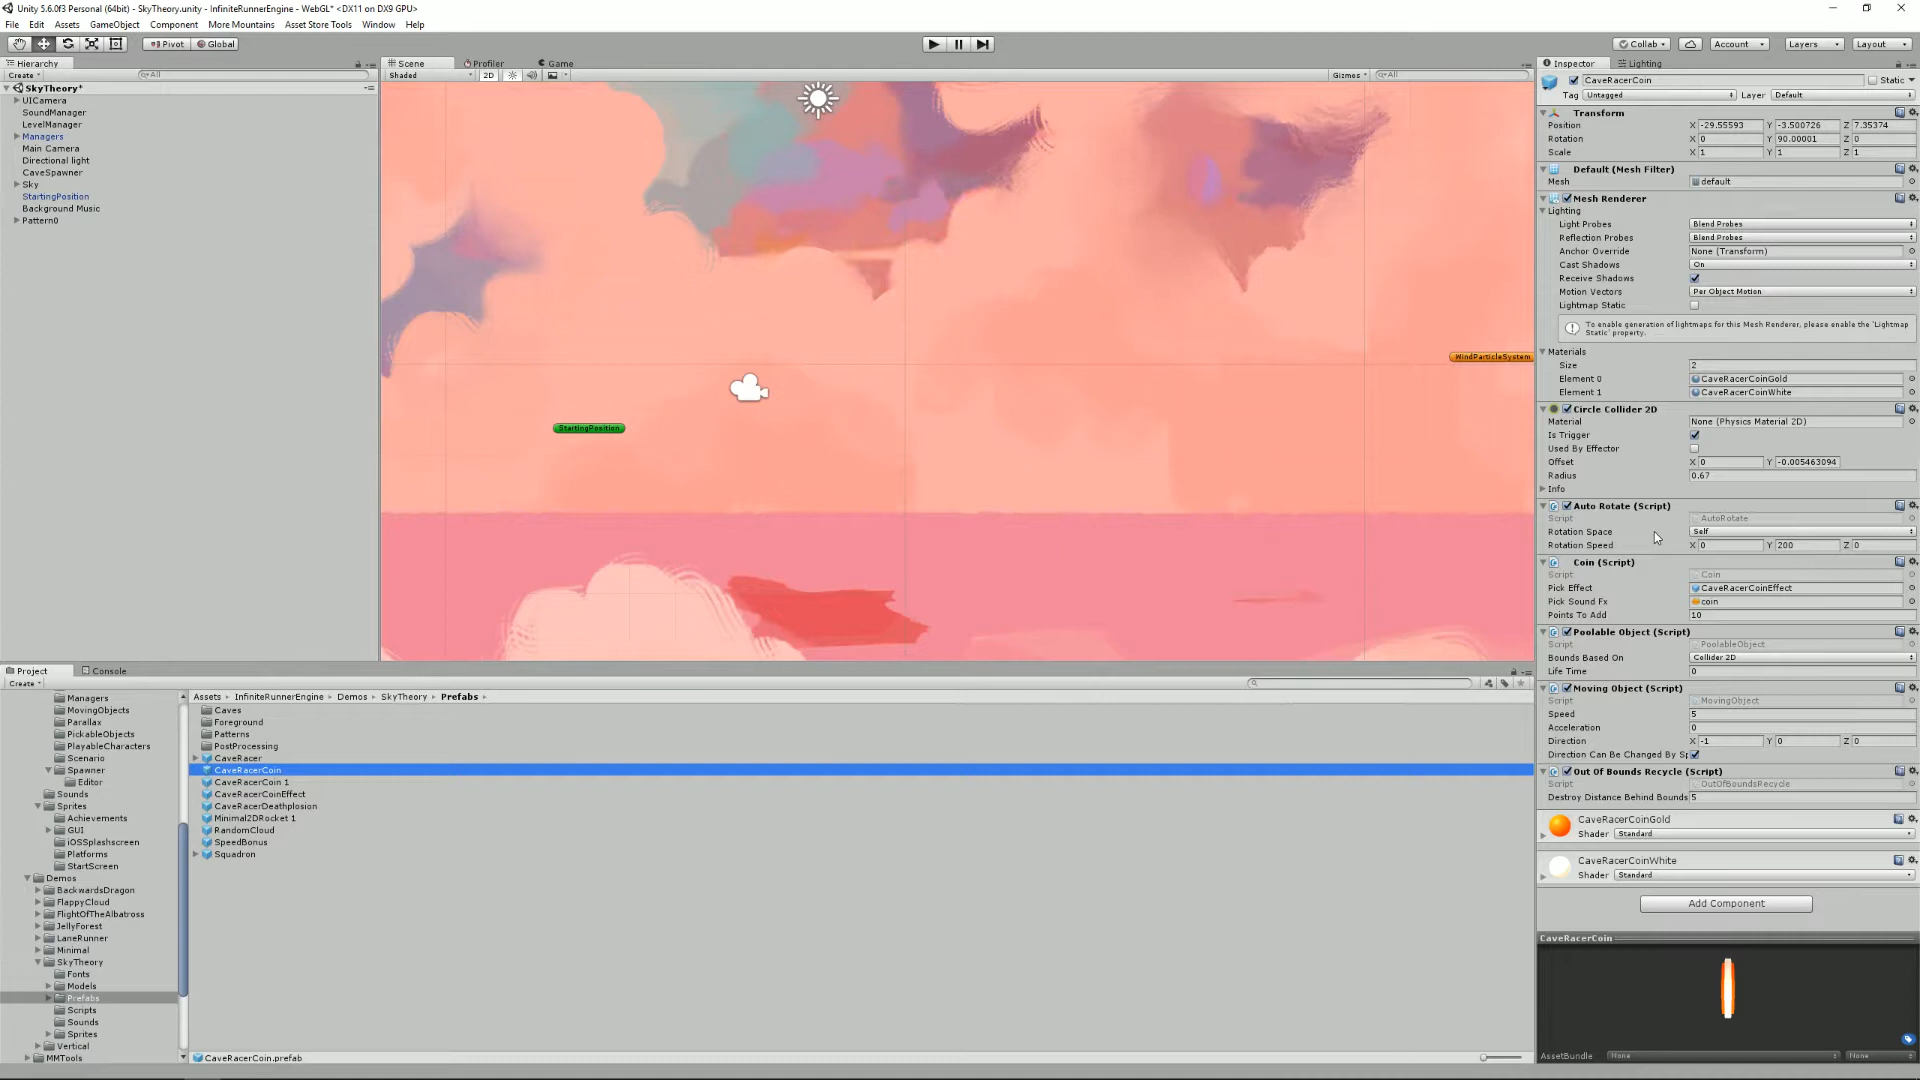 Unity 5.6.0f3 Personal (64bit) - SkyTheory.unity - InfiniteRunnerEngine - WebGL* <DX11 on DX9 GPU>
File Edit Assets GameObject Component More Mountains Asset Store Tools Window Help
Pivot Global Collab Account Layers Layout
Hierarchy
Create All
SkyTheory*
UICamera
SoundManager
LevelManager
Managers
Main Camera
Directional light
CaveSpawner
Sky
StartingPosition
Background Music
Pattern0
Scene Profiler Game
Shaded 2D Gizmos All
WindParticleSystem
StartingPosition
Inspector Lighting
CaveRacerCoin Static
Tag Untagged Layer Default
Transform
Position X -29.55593 Y -3.500726 Z 7.35374
Rotation X 0 Y 90.00001 Z 0
Scale X 1 Y 1 Z 1
Default (Mesh Filter)
Mesh default
Mesh Renderer
Lighting
Light Probes Blend Probes
Reflection Probes Blend Probes
Anchor Override None (Transform)
Cast Shadows On
Receive Shadows
Motion Vectors Per Object Motion
Lightmap Static
To enable generation of lightmaps for this Mesh Renderer, please enable the 'Lightmap
Static' property.
Materials
Size 2
Element 0 CaveRacerCoinGold
Element 1 CaveRacerCoinWhite
Circle Collider 2D
Material None (Physics Material 2D)
Is Trigger
Used By Effector
Offset X 0 Y -0.005463094
Radius 0.67
Info
Auto Rotate (Script)
Script AutoRotate
Rotation Space Self
Rotation Speed X 0 Y 200 Z 0
Coin (Script)
Script Coin
Pick Effect CaveRacerCoinEffect
Pick Sound Fx coin
Points To Add 10
Poolable Object (Script)
Script PoolableObject
Bounds Based On Collider 2D
Life Time 0
Moving Object (Script)
Script MovingObject
Speed 5
Acceleration 0
Direction X -1 Y 0 Z 0
Direction Can Be Changed By Sp
Out Of Bounds Recycle (Script)
Script OutOfBoundsRecycle
Destroy Distance Behind Bounds 5
CaveRacerCoinGold
Shader Standard
CaveRacerCoinWhite
Shader Standard
Add Component
CaveRacerCoin
AssetBundle None None
Project Console
Create
Managers
MovingObjects
Parallax
PickableObjects
PlayableCharacters
Scenario
Spawner
Editor
Sounds
Sprites
Achievements
GUI
iOSSplashscreen
Platforms
StartScreen
Demos
BackwardsDragon
FlappyCloud
FlightOfTheAlbatross
JellyForest
LaneRunner
Minimal
SkyTheory
Fonts
Models
Prefabs
Scripts
Sounds
Sprites
Vertical
MMTools
Assets InfiniteRunnerEngine Demos SkyTheory Prefabs
Caves
Foreground
Patterns
PostProcessing
CaveRacer
CaveRacerCoin
CaveRacerCoin 1
CaveRacerCoinEffect
CaveRacerDeathplosion
Minimal2DRocket 1
RandomCloud
SpeedBonus
Squadron
CaveRacerCoin.prefab